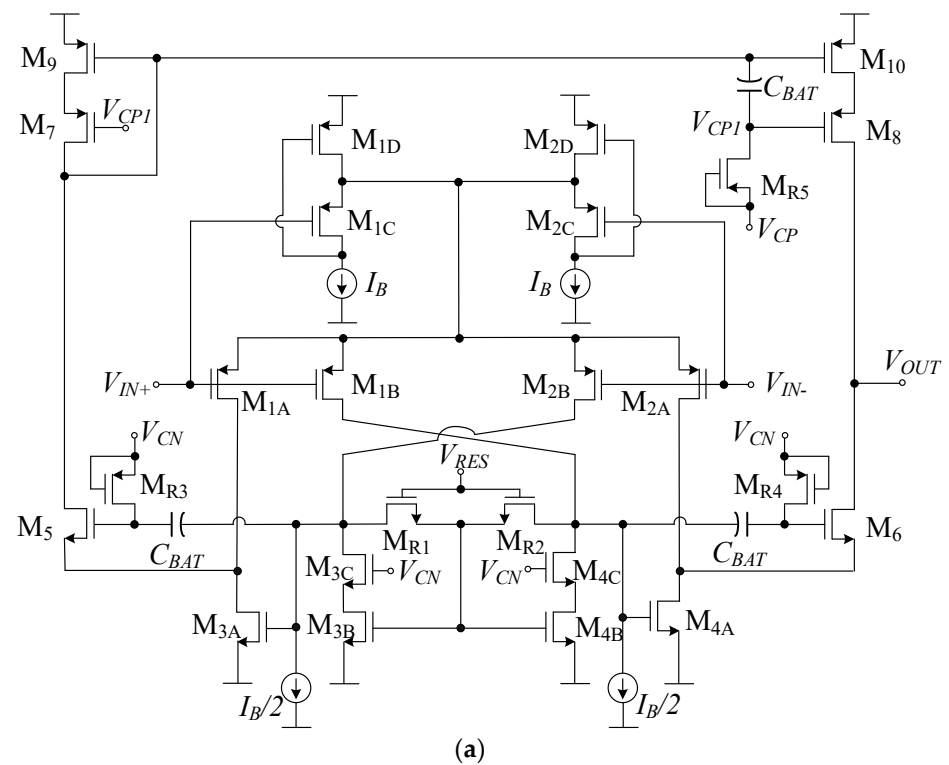 M9
M10
CBAT
M7
VCP1
M1D
M2D
VCP1
M8
MR5
M1C
M2C
VCP
IB
IB
VIN+
M1A
M1B
M2B
M2A
VIN-
VOUT
VCN
MR3
VRES
VCN
MR4
M5
CBAT
MR1
MR2
CBAT
M6
M3C
VCN
VCN
M4C
M3A
M3B
M4B
M4A
IB/2
IB/2
(a)